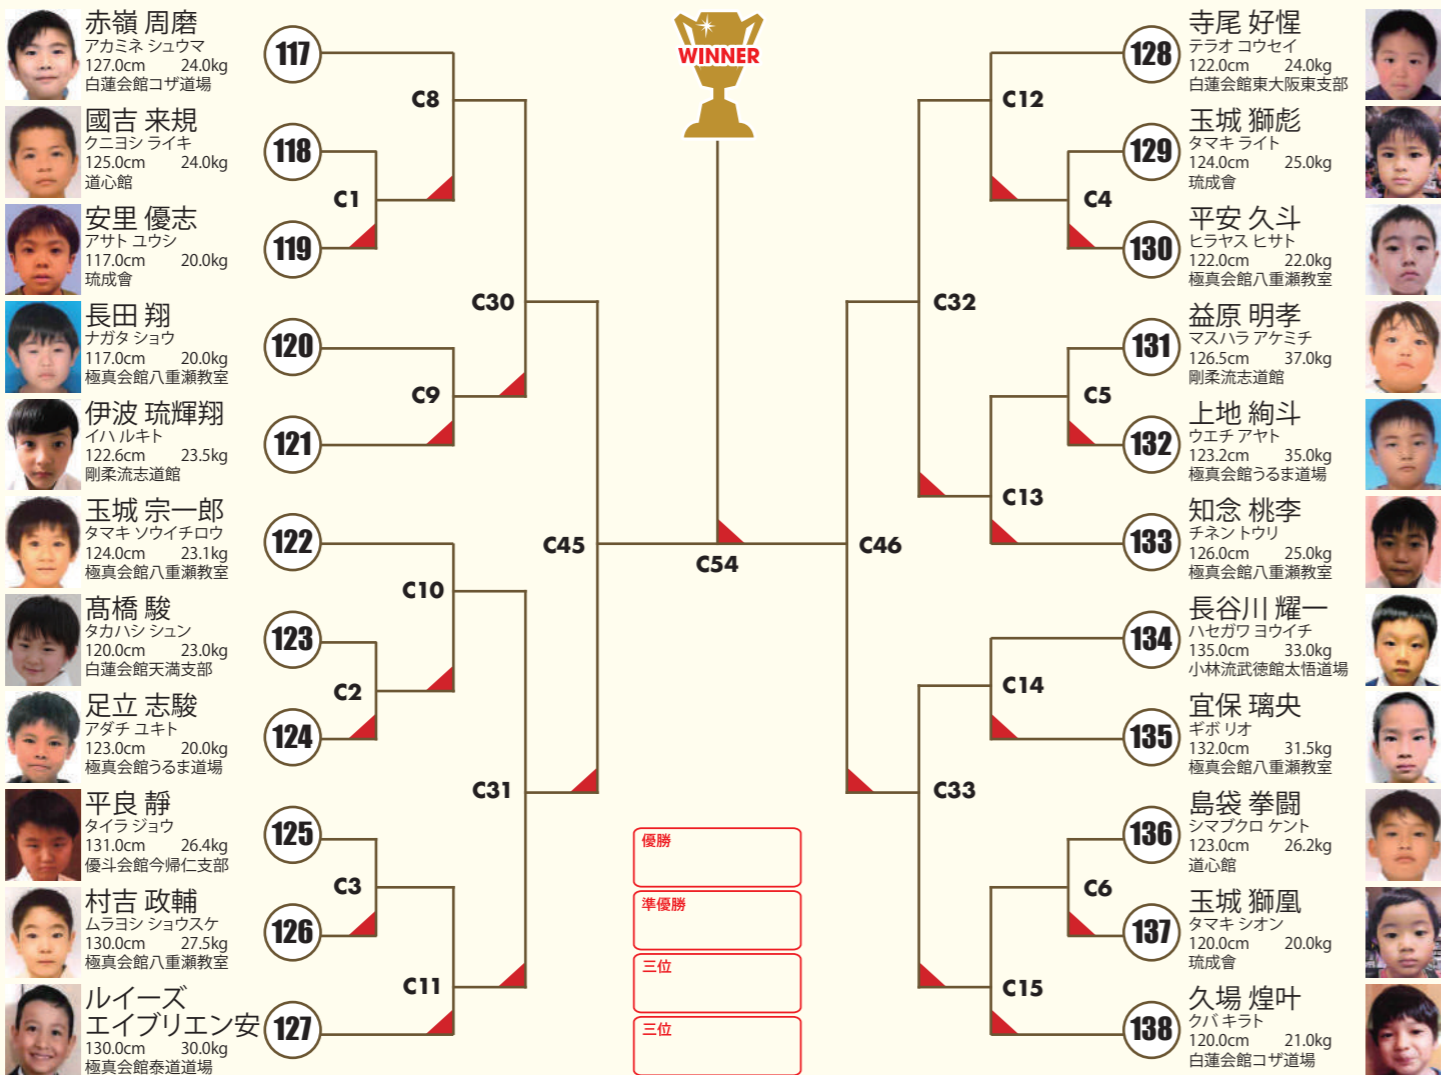 赤嶺 周磨
アカミネ シュウマ
127.0cm 24.0kg
白蓮会館コザ道場
117
國吉 来規
クニヨシ ライキ
125.0cm 24.0kg
道心館
118
安里 優志
アサト ユウシ
117.0cm 20.0kg
琉成會
119
長田 翔
ナガタ ショウ
117.0cm 20.0kg
極真会館八重瀬教室
120
伊波 琉輝翔
イハ ルキト
122.6cm 23.5kg
剛柔流志道館
121
玉城 宗一郎
タマキ ソウイチロウ
124.0cm 23.1kg
極真会館八重瀬教室
122
髙橋 駿
タカハシ シュン
120.0cm 23.0kg
白蓮会館天満支部
123
足立 志駿
アダチ ユキト
123.0cm 20.0kg
極真会館うるま道場
124
平良 靜
タイラ ジョウ
131.0cm 26.4kg
優斗会館今帰仁支部
125
村吉 政輔
ムラヨシ ショウスケ
130.0cm 27.5kg
極真会館八重瀬教室
126
ルイーズ
エイブリエン安
130.0cm 30.0kg
極真会館泰道道場
127
C8
C1
C30
C9
C45
C10
C2
C31
C3
C11
WINNER
C54
優勝
準優勝
三位
三位
C12
C4
C32
C5
C13
C46
C14
C33
C6
C15
128
寺尾 好惺
テラオ コウセイ
122.0cm 24.0kg
白蓮会館東大阪東支部
129
玉城 獅彪
タマキ ライト
124.0cm 25.0kg
琉成會
130
平安 久斗
ヒラヤス ヒサト
122.0cm 22.0kg
極真会館八重瀬教室
131
益原 明孝
マスハラ アケミチ
126.5cm 37.0kg
剛柔流志道館
132
上地 絢斗
ウエチ アヤト
123.2cm 35.0kg
極真会館うるま道場
133
知念 桃李
チネン トウリ
126.0cm 25.0kg
極真会館八重瀬教室
134
長谷川 耀一
ハセガワ ヨウイチ
135.0cm 33.0kg
小林流武徳館太悟道場
135
宜保 璃央
ギボ リオ
132.0cm 31.5kg
極真会館八重瀬教室
136
島袋 拳闘
シマブクロ ケント
123.0cm 26.2kg
道心館
137
玉城 獅凰
タマキ シオン
120.0cm 20.0kg
琉成會
138
久場 煌叶
クバ キラト
120.0cm 21.0kg
白蓮会館コザ道場